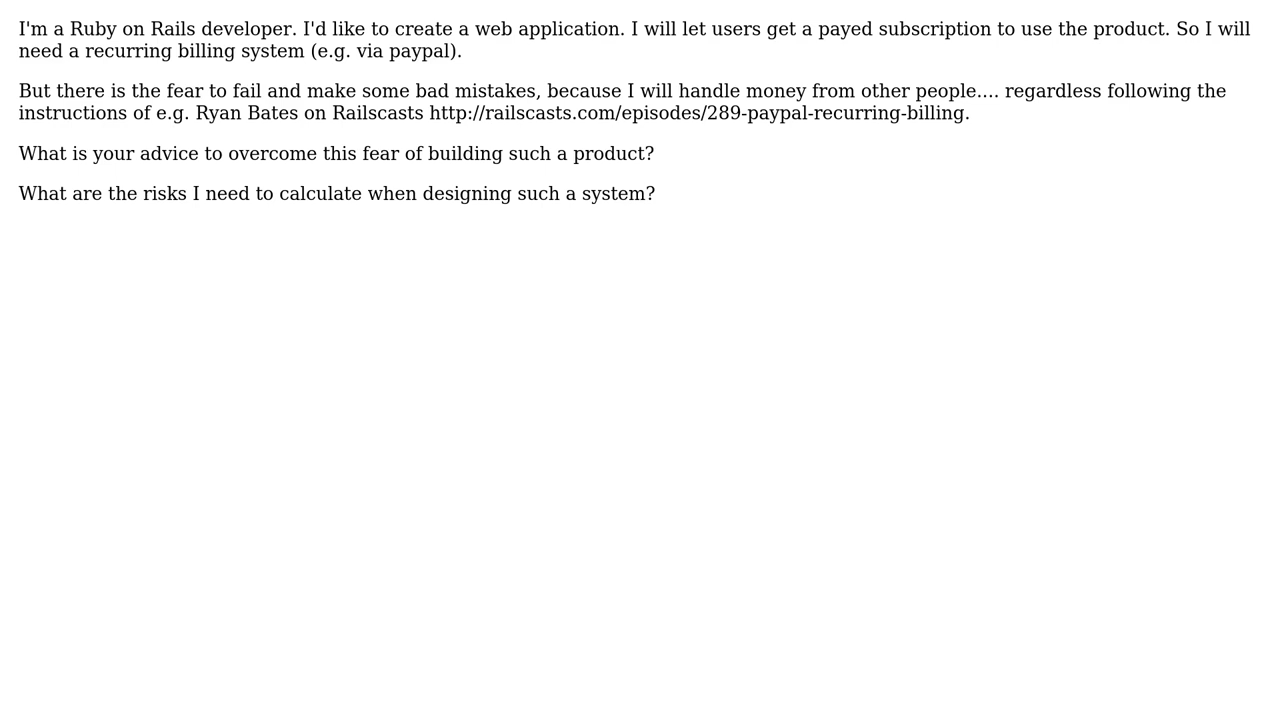 I'm a Ruby on Rails developer. I'd like to create a web application. I will let users get a payed subscription to use the product. So I will
need a recurring billing system (e.g. via paypal).
But there is the fear to fail and make some bad mistakes, because I will handle money from other people.... regardless following the
instructions of e.g. Ryan Bates on Railscasts http://railscasts.com/episodes/289-paypal-recurring-billing.
What is your advice to overcome this fear of building such a product?
What are the risks I need to calculate when designing such a system?